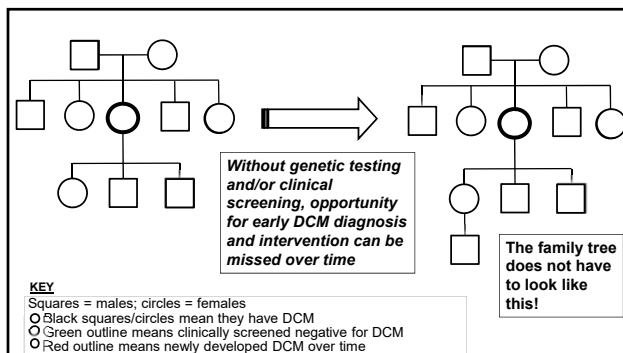 Without genetic testing
and/or clinical
screening, opportunity
for early DCM diagnosis
and intervention can be
missed over time
The family tree
does not have
to look like
this!
KEY
Squares = males; circles = females
Black squares/circles mean they have DCM
Green outline means clinically screened negative for DCM
Red outline means newly developed DCM over time